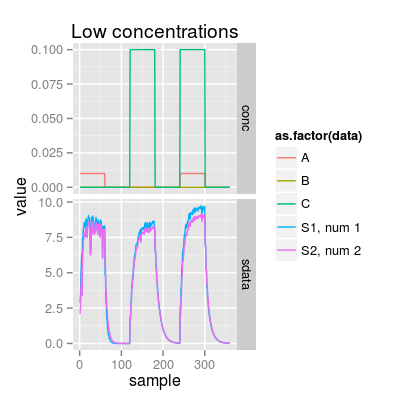 Low concentrations
0.100
0.075
0.050
0.025
0.000
conc
10.0
7.5
5.0
2.5
0.0
sdata
value
0
100
200
300
sample
as.factor(data)
A
B
C
S1, num 1
S2, num 2